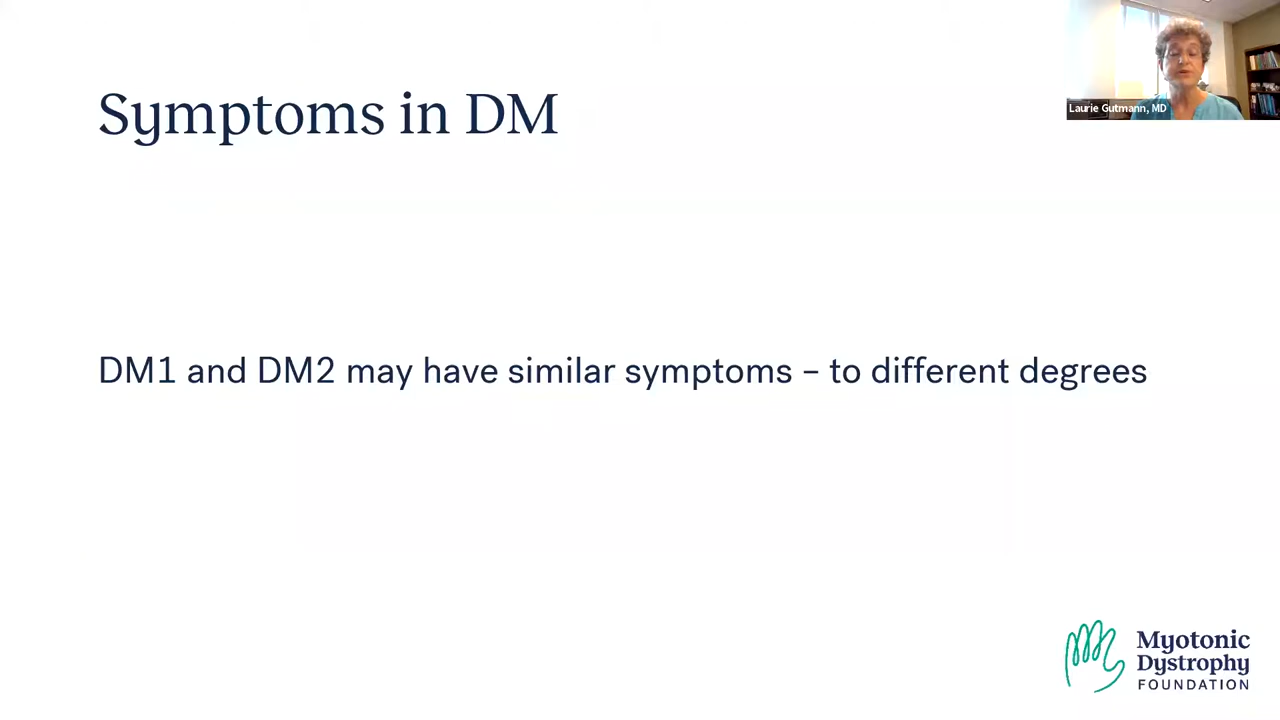 Symptoms in DM
Laurie Gutmann, MD
DM1 and DM2 may have similar symptoms – to different degrees
Myotonic
Dystrophy
FOUNDATION